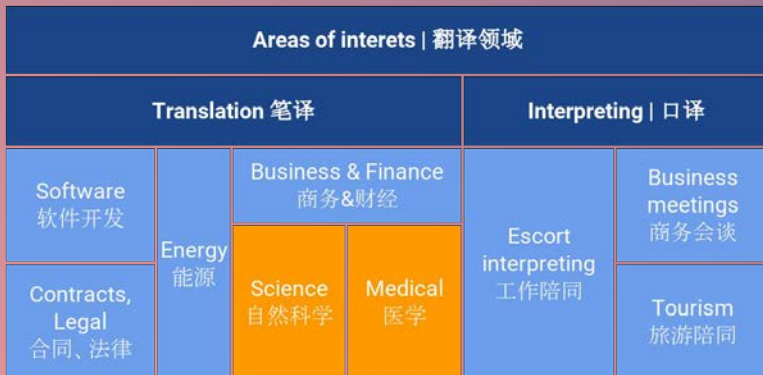 Areas of interets | 翻译领域
Translation 笔译
Interpreting | 口译
Software
软件开发
Contracts,
Legal
合同、法律
Energy
能源
Business & Finance
商务&财经
Science
自然科学
Medical
医学
Escort
interpreting
工作陪同
Business
meetings
商务会谈
Tourism
旅游陪同